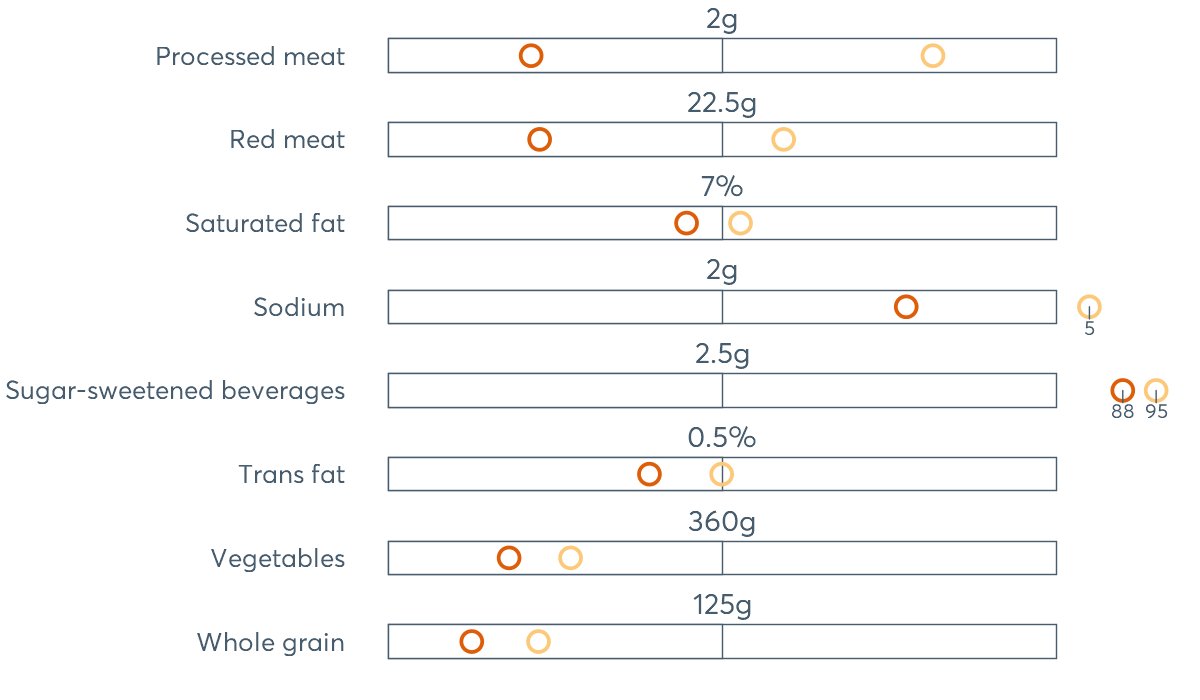 2g
Processed meat
22.5g
Red meat
7%
Saturated fat
2g
Sodium
5
2.5g
Sugar-sweetened beverages
88 95
0.5%
Trans fat
360g
Vegetables
125g
Whole grain